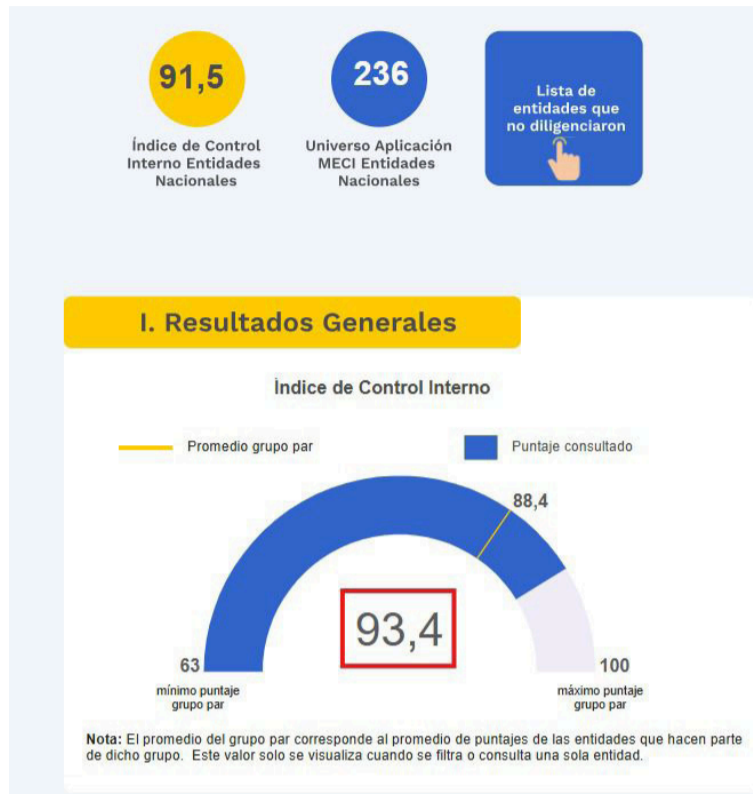 91,5
Índice de Control
Interno Entidades
Nacionales
236
Universo Aplicación
MECI Entidades
Nacionales
Lista de
entidades que
no diligenciaron
I. Resultados Generales
Índice de Control Interno
Promedio grupo par
Puntaje consultado
88,4
93,4
63
mínimo puntaje
grupo par
100
máximo puntaje
grupo par
Nota: El promedio del grupo par corresponde al promedio de puntajes de las entidades que hacen parte
de dicho grupo. Este valor solo se visualiza cuando se filtra o consulta una sola entidad.